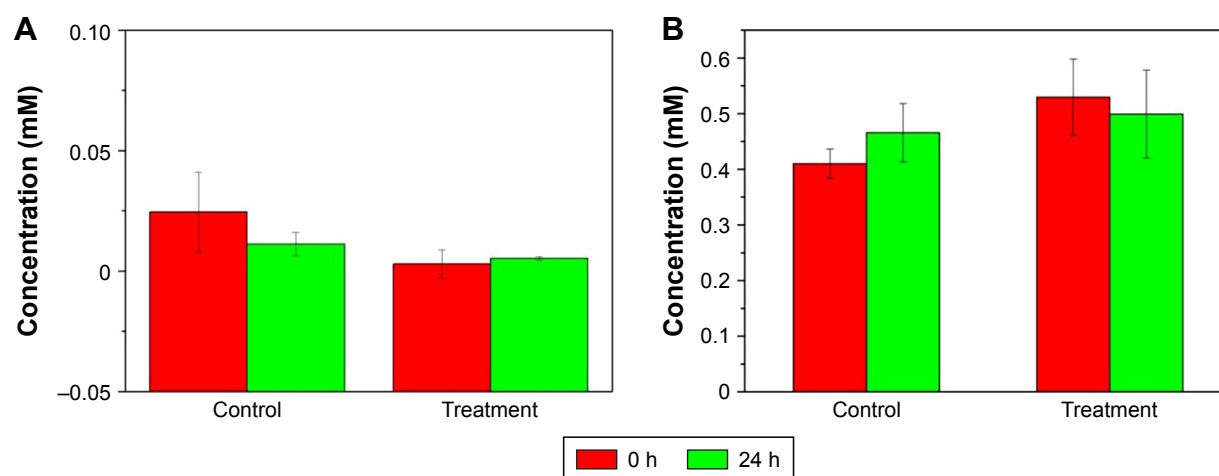 A
Concentration (mM)
0.10
0.05
0
–0.05
Control
Treatment
B
Concentration (mM)
0.6
0.5
0.4
0.3
0.2
0.1
0
Control
Treatment
0 h
24 h